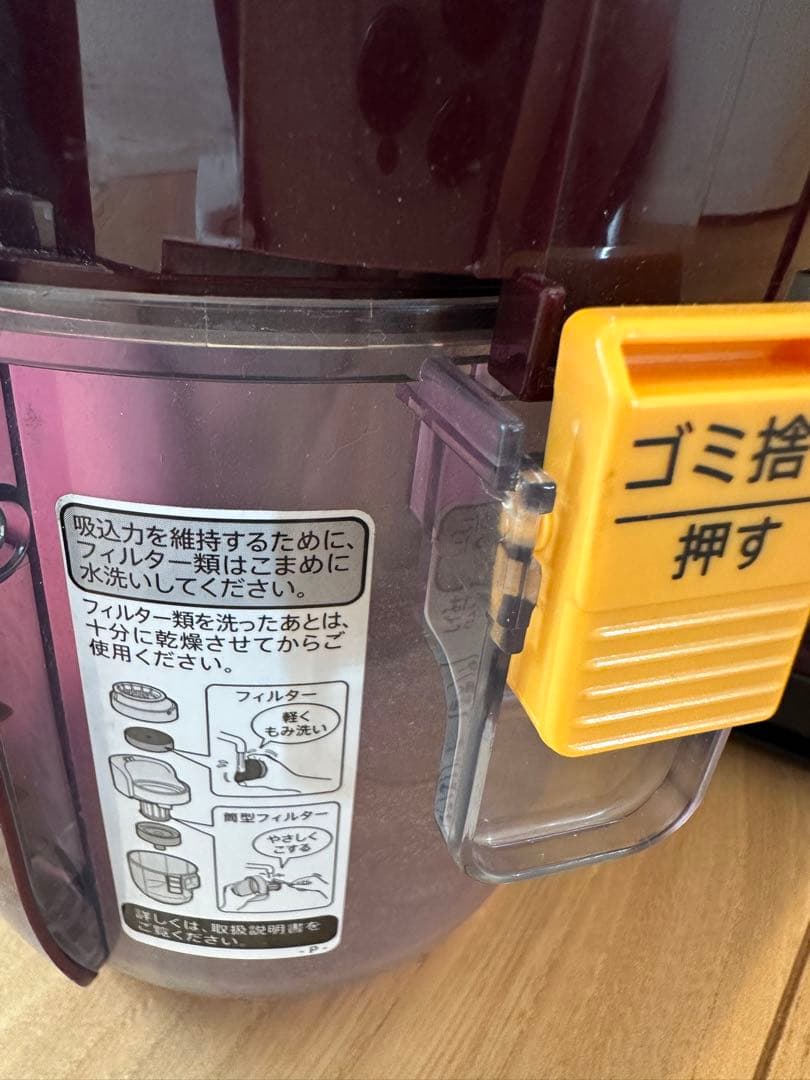 吸込力を維持するために、
フィルター類はこまめに
水洗いしてください。
フィルター類を洗ったあとは、
十分に乾燥させてからご
使用ください。
フィルター
軽く
もみ洗い
筒型フィルター
やさしく
こする
詳しくは、取扱説明書を
ご覧ください。
-P-
ゴミ捨
押す